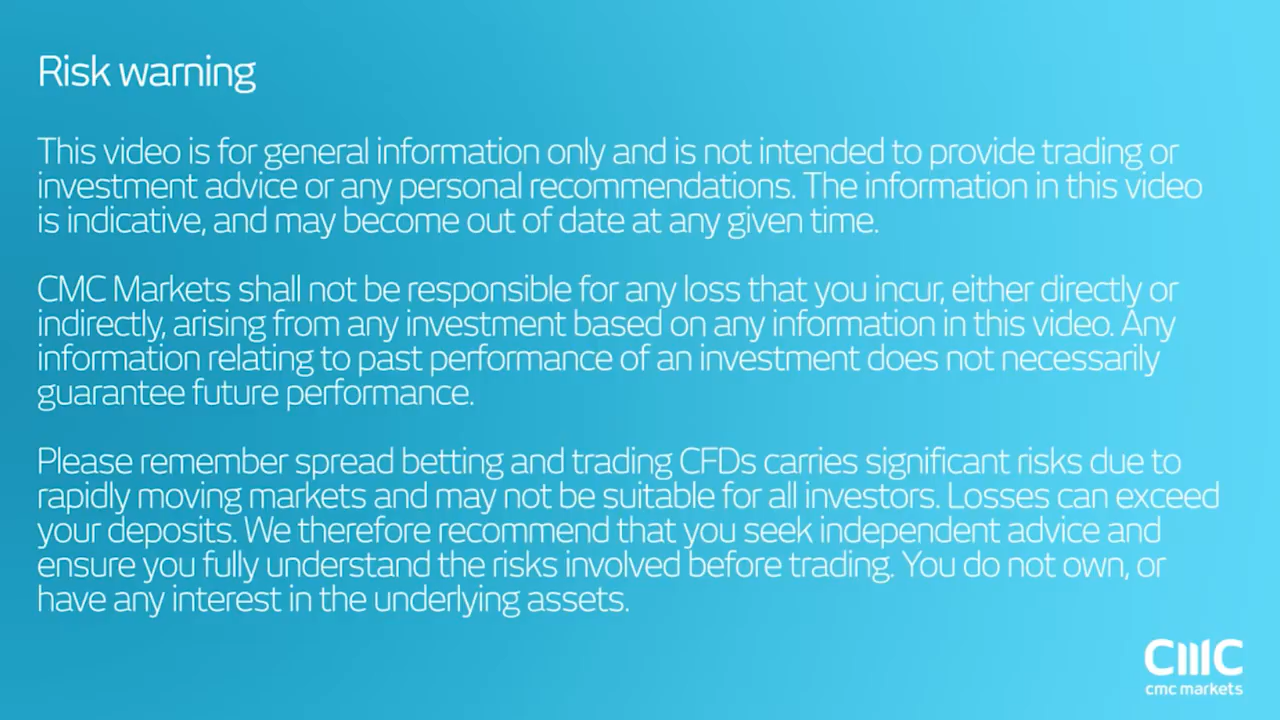 Risk warning
This video is for general information only and is not intended to provide trading or
investment advice or any personal recommendations. The information in this video
is indicative, and may become out of date at any given time.
CMC Markets shall not be responsible for any loss that you incur, either directly or
indirectly, arising from any investment based on any information in this video. Any
information relating to past performance of an investment does not necessarily
guarantee future performance.
Please remember spread betting and trading CFDs carries significant risks due to
rapidly moving markets and may not be suitable for all investors. Losses can exceed
your deposits. We therefore recommend that you seek independent advice and
ensure you fully understand the risks involved before trading. You do not own, or
have any interest in the underlying assets.
CMC
cmc markets